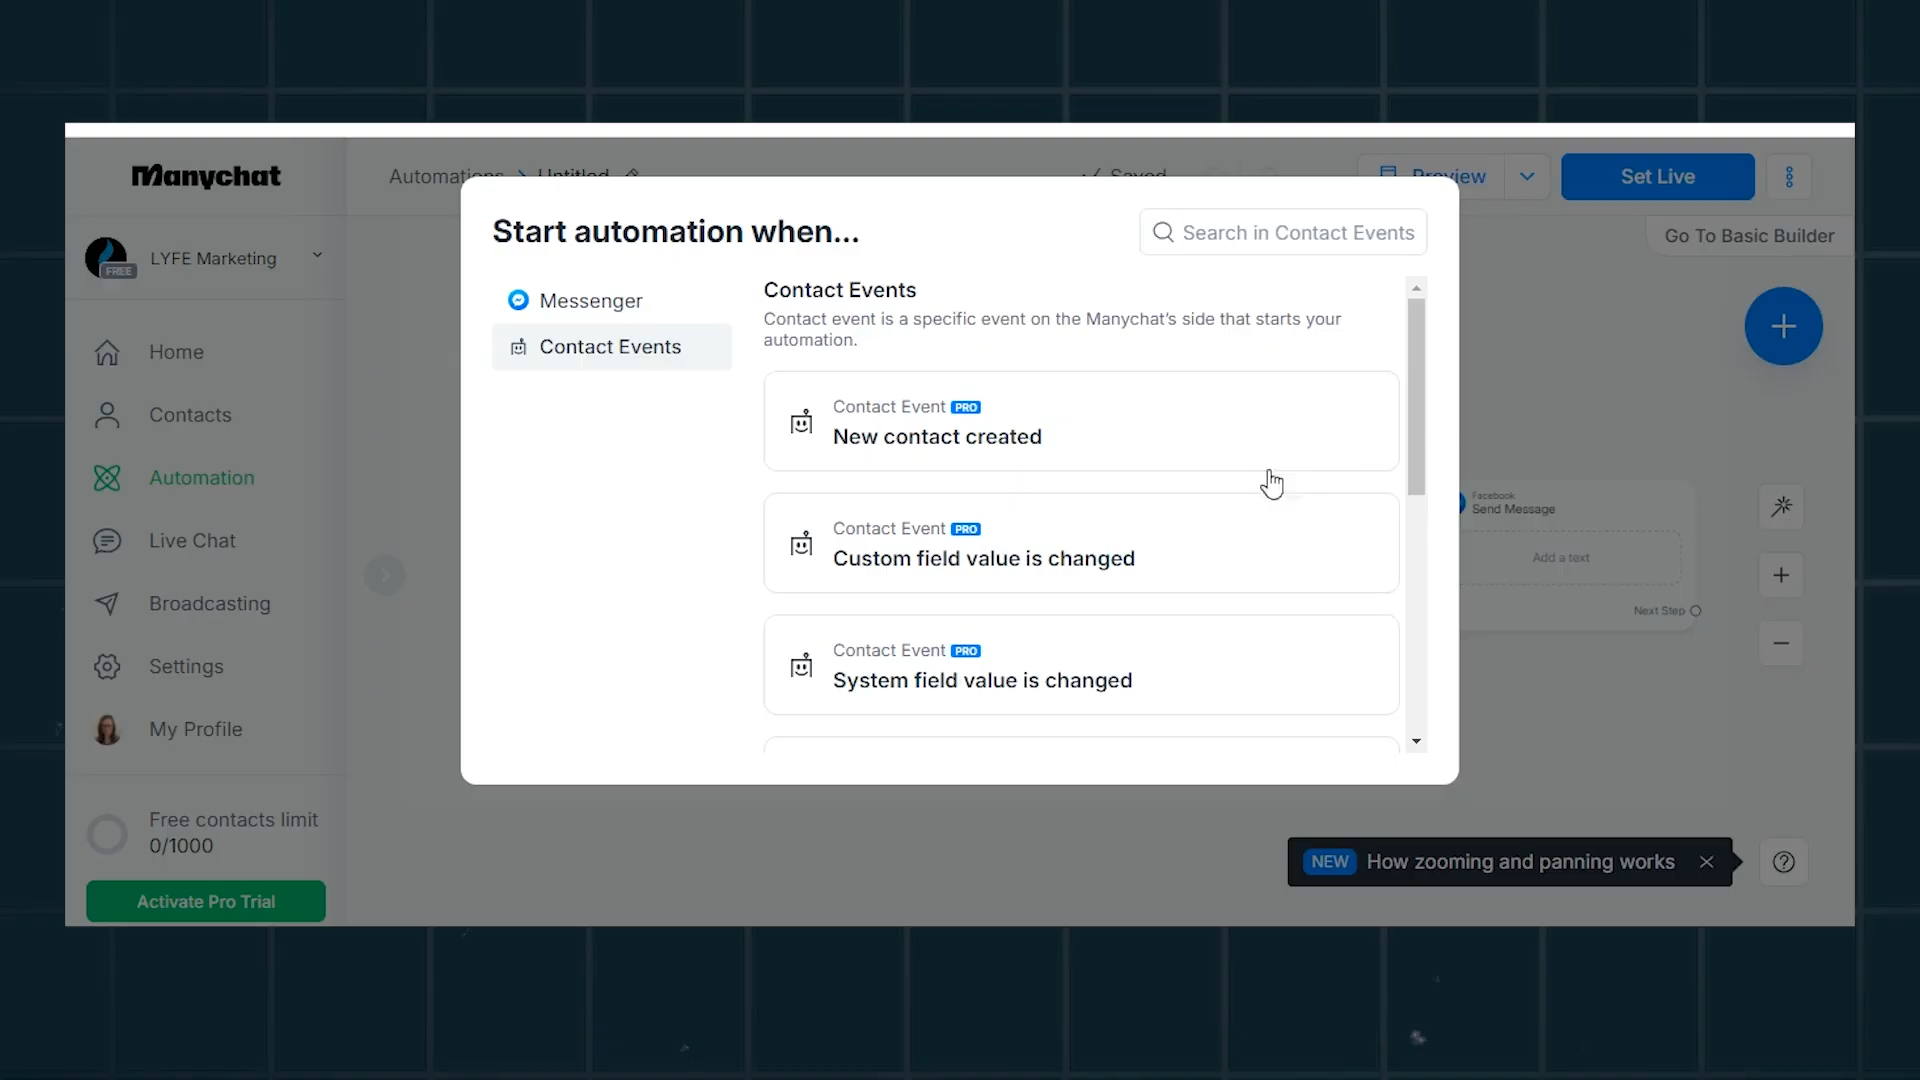 Manychat
LYFE Marketing
FREE
Home
Contacts
Automation
Live Chat
Broadcasting
Settings
My Profile
Free contacts limit
0/1000
Activate Pro Trial
Automations > Untitled
Saved
Preview
Set Live
Go To Basic Builder
Start automation when...
Search in Contact Events
Messenger
Contact Events
Contact Events
Contact event is a specific event on the Manychat's side that starts your
automation.
Contact Event PRO
New contact created
Contact Event PRO
Custom field value is changed
Contact Event PRO
System field value is changed
Facebook
Send Message
Add a text
Next Step
NEW How zooming and panning works